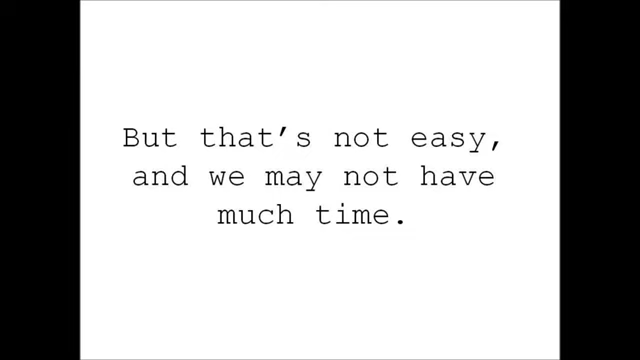 But that’s not easy,
and we may not have
much time.